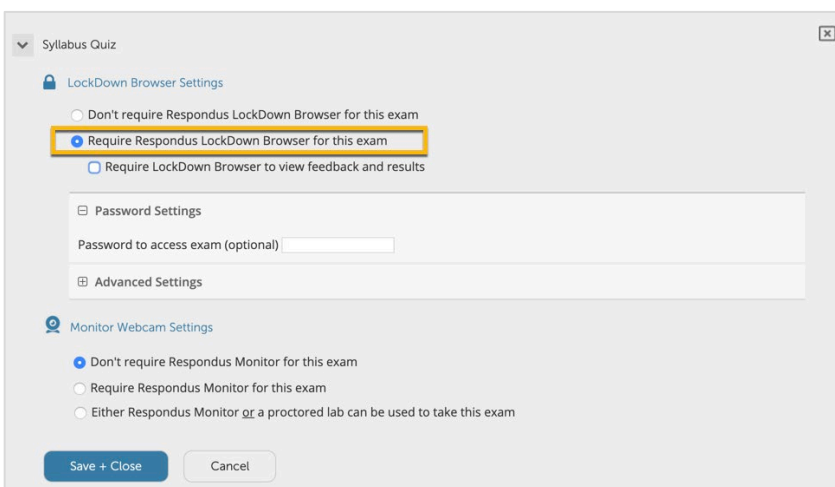 Syllabus Quiz
LockDown Browser Settings
Don't require Respondus LockDown Browser for this exam
Require Respondus LockDown Browser for this exam
Require LockDown Browser to view feedback and results
Password Settings
Password to access exam (optional)
Advanced Settings
Monitor Webcam Settings
Don't require Respondus Monitor for this exam
Require Respondus Monitor for this exam
Either Respondus Monitor or a proctored lab can be used to take this exam
Save + Close Cancel